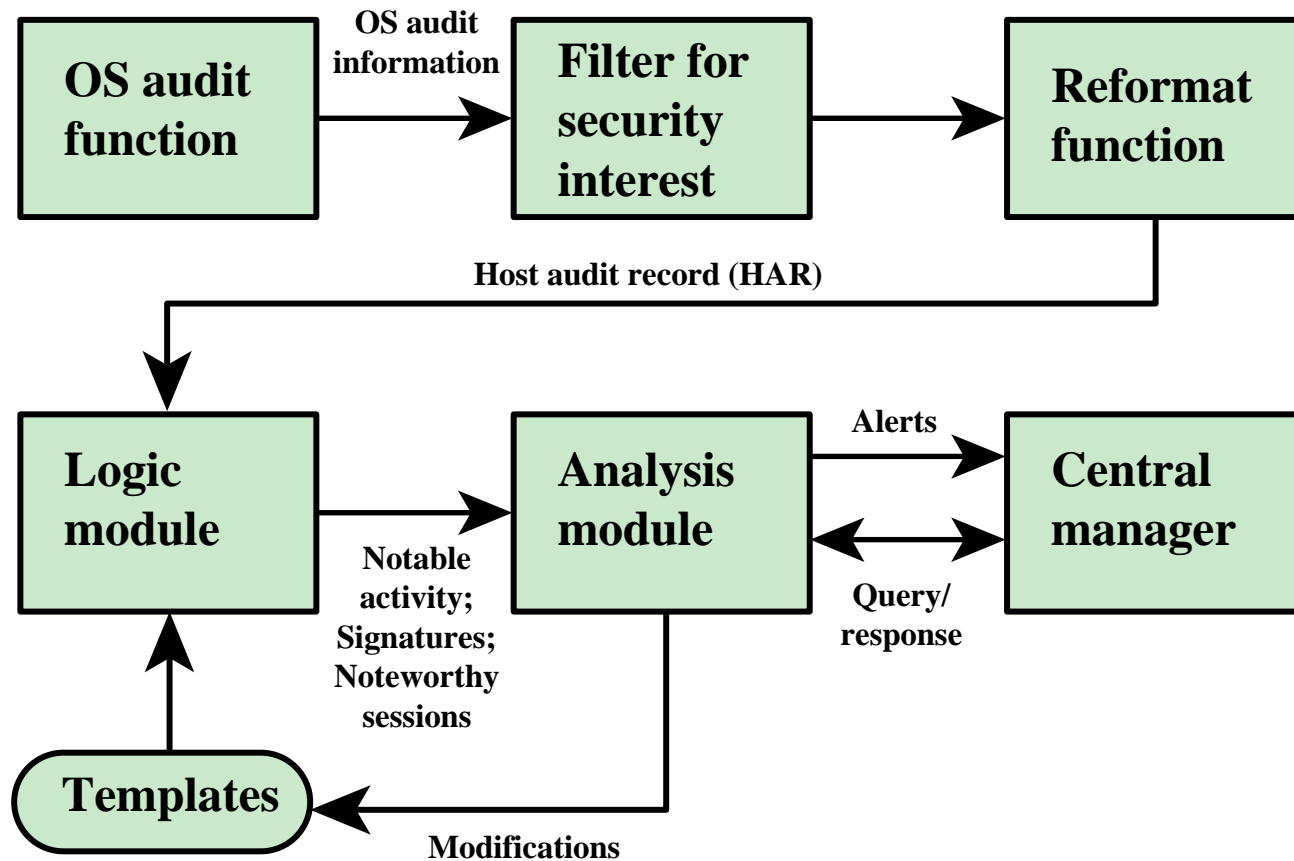 OS audit
function
OS audit
information
Filter for
security
interest
Reformat
function
Host audit record (HAR)
Logic
module
Notable
activity;
Signatures;
Noteworthy
sessions
Analysis
module
Alerts
Query/
response
Central
manager
Templates
Modifications